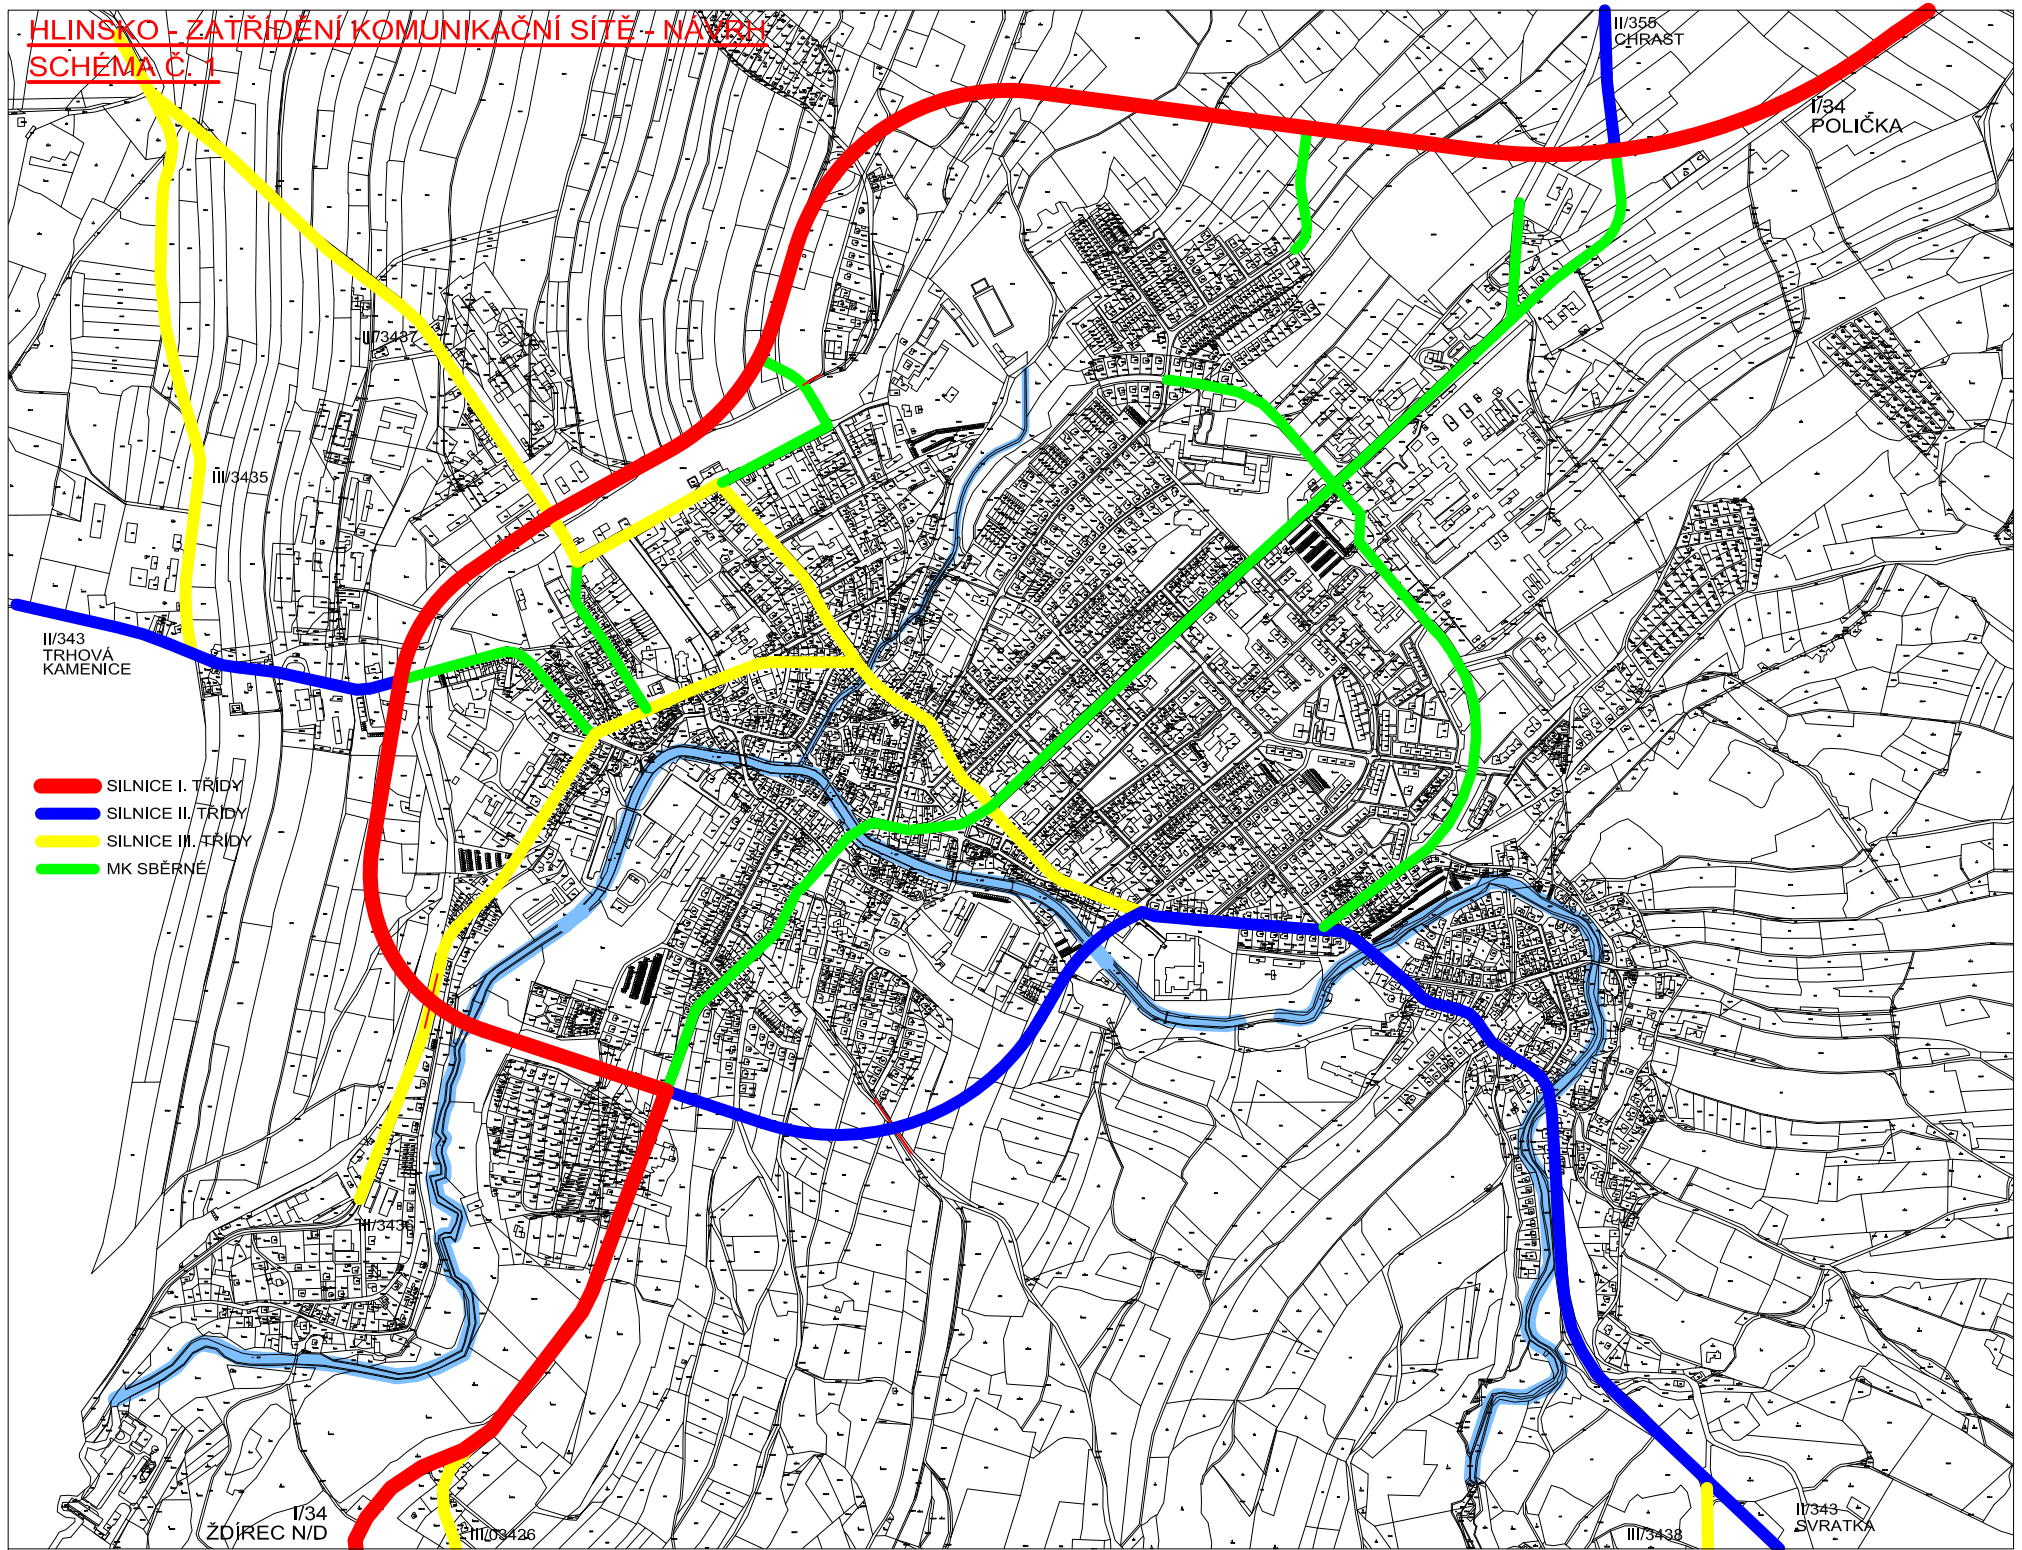 HLINSKO - ZATŘÍDĚNÍ KOMUNIKAČNÍ SÍTĚ - NÁVRH
SCHÉMA Č. 1
II/355
CHRAST
I/34
POLIČKA
II/3437
III/3435
II/343
TRHOVÁ
KAMENICE
SILNICE I. TŘÍDY
SILNICE II. TŘÍDY
SILNICE III. TŘÍDY
MK SBĚRNÉ
III/3436
I/34
ŽDÍREC N/D
III/03426
III/3438
II/343
SVRATKA